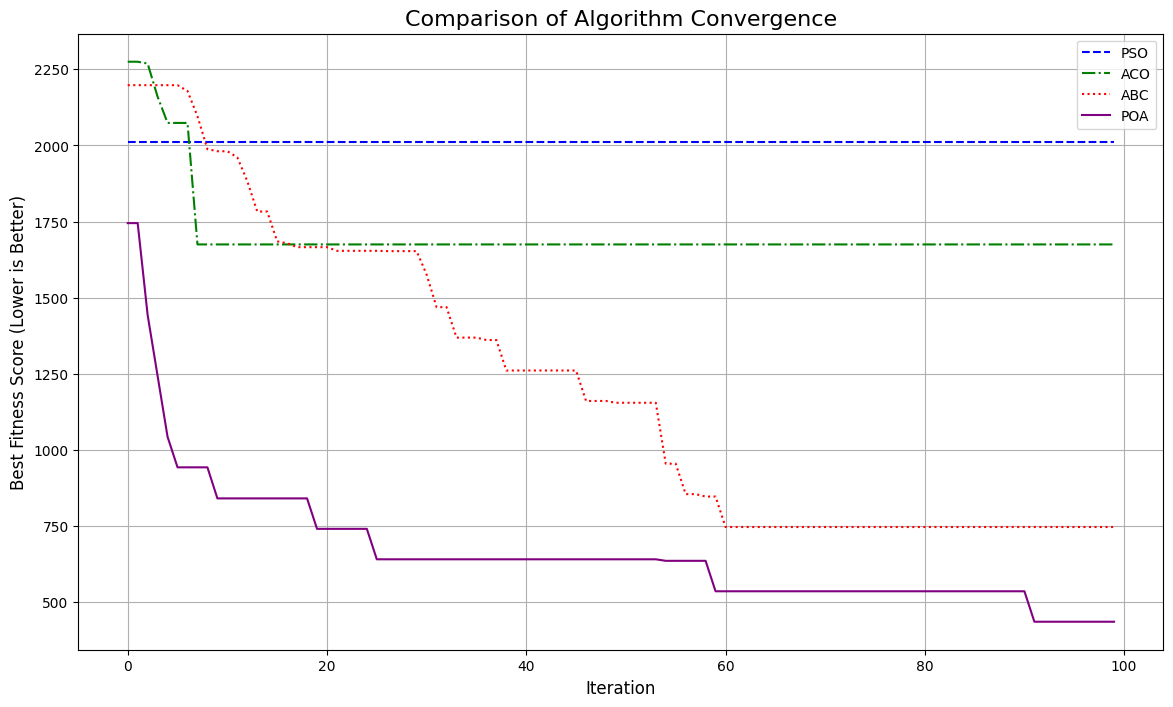 Comparison of Algorithm Convergence
PSO
ACO
ABC
POA
Best Fitness Score (Lower is Better)
2250
2000
1750
1500
1250
1000
750
500
0 20 40 60 80 100
Iteration